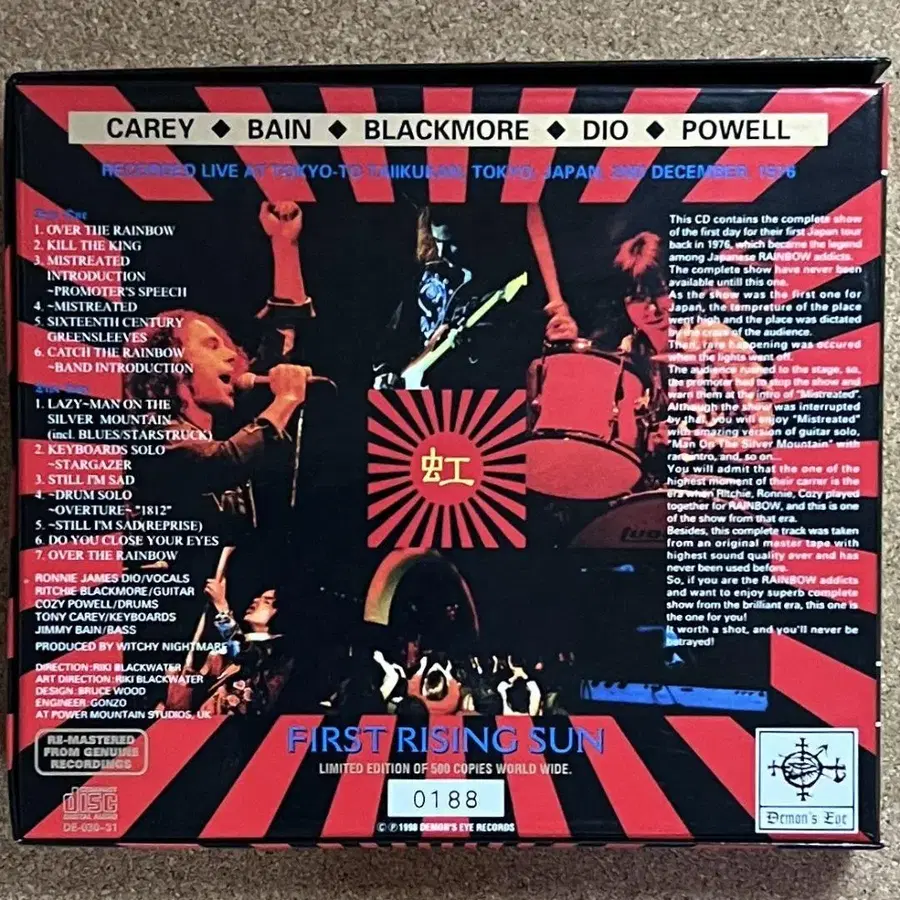 CAREY ◆ BAIN ◆ BLACKMORE ◆ DIO ◆ POWELL
RECORDED LIVE AT TOKYO-TO TAIIKUKAN, TOKYO, JAPAN, 2ND DECEMBER, 1976
Disc One
1. OVER THE RAINBOW
2. KILL THE KING
3. MISTREATED
INTRODUCTION
~PROMOTER'S SPEECH
4. ~MISTREATED
5. SIXTEENTH CENTURY
GREENSLEEVES
6. CATCH THE RAINBOW
~BAND INTRODUCTION
1. LAZY~MAN ON THE
SILVER MOUNTAIN
(incl. BLUES/STARSTRUCK)
2. KEYBOARDS SOLO
~STARGAZER
3. STILL I'M SAD
4. ~DRUM SOLO
~OVERTURE~"1812"
5. ~STILL I'M SAD(REPRISE)
6. DO YOU CLOSE YOUR EYES
7. OVER THE RAINBOW
RONNIE JAMES DIO/VOCALS
RITCHIE BLACKMORE/GUITAR
COZY POWELL/DRUMS
TONY CAREY/KEYBOARDS
JIMMY BAIN/BASS
PRODUCED BY WITCHY NIGHTMARE
DIRECTION:RIKI BLACKWATER
ART DIRECTION:RIKI BLACKWATER
DESIGN:BRUCE WOOD
ENGINEER:GONZO
AT POWER MOUNTAIN STUDIOS, UK
RE-MASTERED
FROM GENUINE
RECORDINGS
COMPACT
disc
DIGITAL AUDIO
DE-030~31
This CD contains the complete show
of the first day for their first Japan tour
back in 1976, which became the legend
among Japanese RAINBOW addicts.
The complete show have never been
available untill this one.
As the show was the first one for
Japan, the tempreture of the place
went high and the place was dictated
by the craze of the audience.
Then, rare happening was occured
when the lights went off.
The audience rushed to the stage, so,
the promoter had to stop the show and
warn them at the intro of "Mistreated".
Although the show was interrupted
by that, you will enjoy "Mistreated"
with amazing version of guitar solo,
"Man On The Silver Mountain" with
rare intro, and, so on...
You will admit that the one of the
highest moment of their carrer is the
era when Ritchie, Ronnie, Cozy played
together for RAINBOW, and this is one
of the show from that era.
Besides, this complete track was taken
from an original master tape with
highest sound quality ever and has
never been used before.
So, if you are the RAINBOW addicts
and want to enjoy superb complete
show from the brilliant era, this one is
the one for you!
It worth a shot, and you'll never be
betrayed!
虹
FIRST RISING SUN
LIMITED EDITION OF 500 COPIES WORLD WIDE.
0188
©℗1998 DEMON'S EYE RECORDS
Demon's Eye